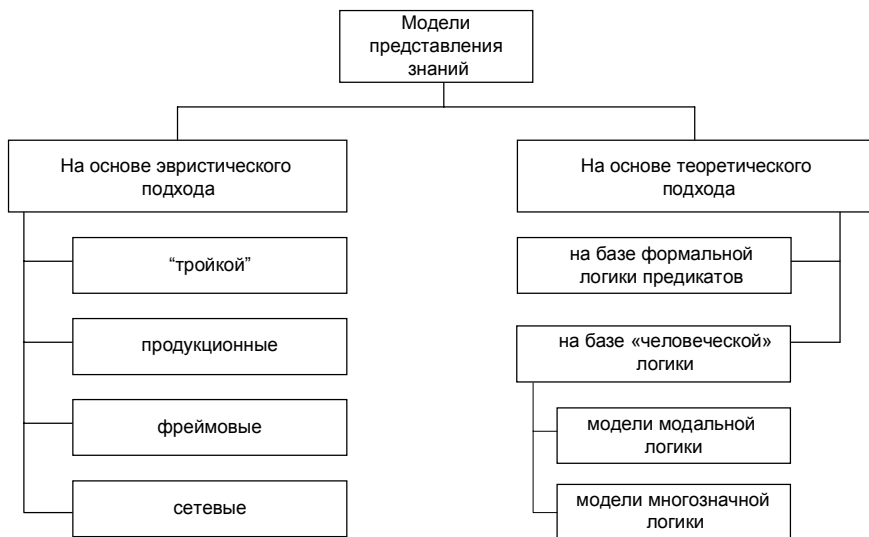 Модели
представления
знаний
На основе эвристического
подхода
“тройкой”
продукционные
фреймовые
сетевые
На основе теоретического
подхода
на базе формальной
логики предикатов
на базе «человеческой»
логики
модели модальной
логики
модели многозначной
логики